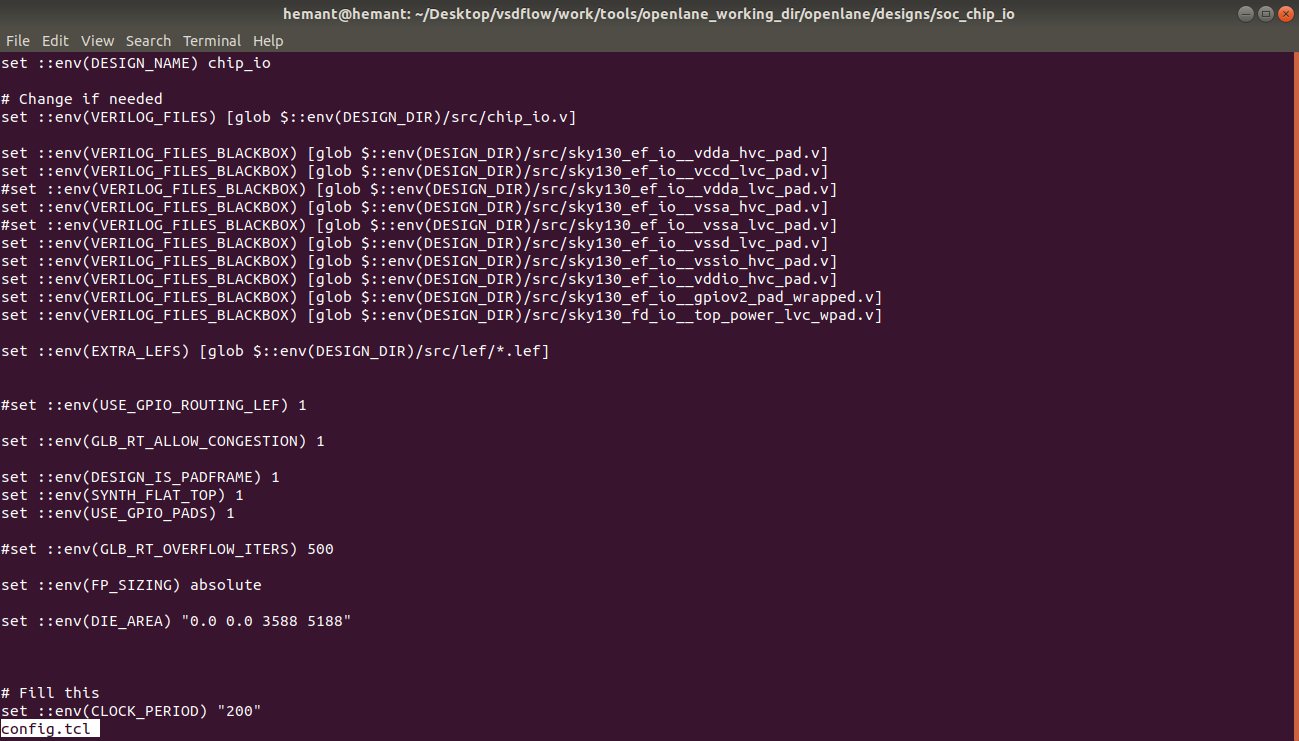 hemant@hemant: ~/Desktop/vsdflow/work/tools/openlane_working_dir/openlane/designs/soc_chip_io
File Edit View Search Terminal Help
set ::env(DESIGN_NAME) chip_io
# Change if needed
set ::env(VERILOG_FILES) [glob $::env(DESIGN_DIR)/src/chip_io.v]
set ::env(VERILOG_FILES_BLACKBOX) [glob $::env(DESIGN_DIR)/src/sky130_ef_io__vdda_hvc_pad.v]
set ::env(VERILOG_FILES_BLACKBOX) [glob $::env(DESIGN_DIR)/src/sky130_ef_io__vccd_lvc_pad.v]
#set ::env(VERILOG_FILES_BLACKBOX) [glob $::env(DESIGN_DIR)/src/sky130_ef_io__vdda_lvc_pad.v]
set ::env(VERILOG_FILES_BLACKBOX) [glob $::env(DESIGN_DIR)/src/sky130_ef_io__vssa_hvc_pad.v]
#set ::env(VERILOG_FILES_BLACKBOX) [glob $::env(DESIGN_DIR)/src/sky130_ef_io__vssa_lvc_pad.v]
set ::env(VERILOG_FILES_BLACKBOX) [glob $::env(DESIGN_DIR)/src/sky130_ef_io__vssd_lvc_pad.v]
set ::env(VERILOG_FILES_BLACKBOX) [glob $::env(DESIGN_DIR)/src/sky130_ef_io__vssio_hvc_pad.v]
set ::env(VERILOG_FILES_BLACKBOX) [glob $::env(DESIGN_DIR)/src/sky130_ef_io__vddio_hvc_pad.v]
set ::env(VERILOG_FILES_BLACKBOX) [glob $::env(DESIGN_DIR)/src/sky130_ef_io__gpiov2_pad_wrapped.v]
set ::env(VERILOG_FILES_BLACKBOX) [glob $::env(DESIGN_DIR)/src/sky130_fd_io__top_power_lvc_wpad.v]
set ::env(EXTRA_LEFS) [glob $::env(DESIGN_DIR)/src/lef/*.lef]
#set ::env(USE_GPIO_ROUTING_LEF) 1
set ::env(GLB_RT_ALLOW_CONGESTION) 1
set ::env(DESIGN_IS_PADFRAME) 1
set ::env(SYNTH_FLAT_TOP) 1
set ::env(USE_GPIO_PADS) 1
#set ::env(GLB_RT_OVERFLOW_ITERS) 500
set ::env(FP_SIZING) absolute
set ::env(DIE_AREA) "0.0 0.0 3588 5188"
# Fill this
set ::env(CLOCK_PERIOD) "200"
config.tcl